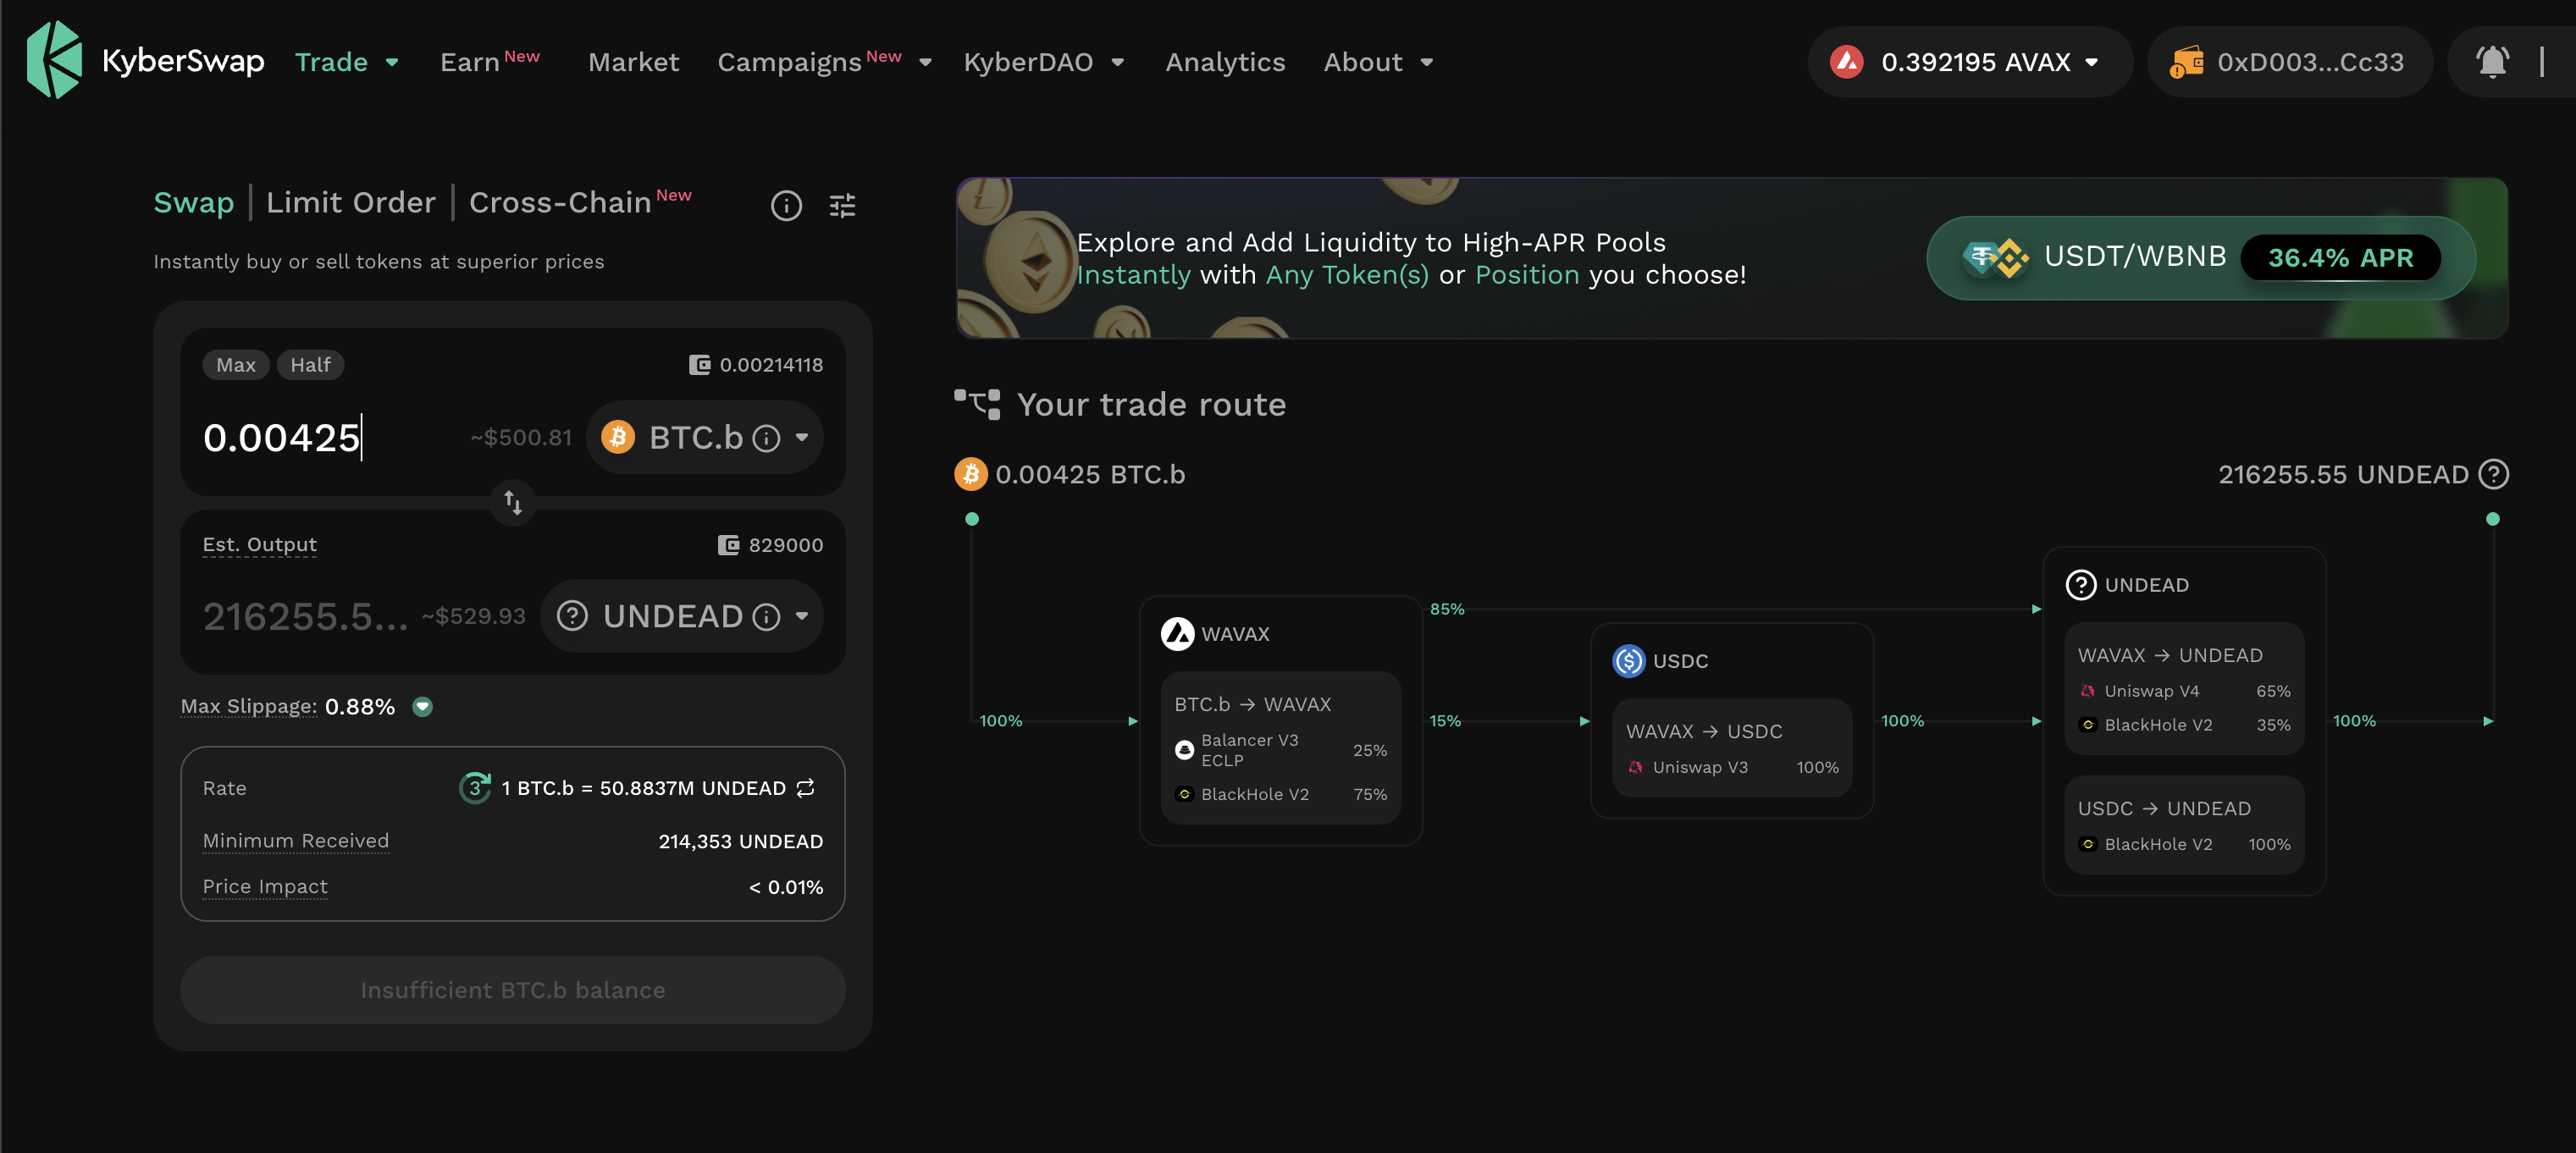 KyberSwap Trade Earn New Market Campaigns New KyberDAO Analytics About 0.392195 AVAX 0xD003...Cc33
Swap | Limit Order | Cross-Chain New
Instantly buy or sell tokens at superior prices
Max Half 0.00214118
0.00425 ~$500.81 BTC.b
Est. Output 829000
216255.5... ~$529.93 UNDEAD
Max Slippage: 0.88%
Rate 3 1 BTC.b = 50.8837M UNDEAD
Minimum Received 214,353 UNDEAD
Price Impact < 0.01%
Insufficient BTC.b balance
Explore and Add Liquidity to High-APR Pools
Instantly with Any Token(s) or Position you choose!
USDT/WBNB 36.4% APR
Your trade route
0.00425 BTC.b 216255.55 UNDEAD
100%
WAVAX
BTC.b → WAVAX
Balancer V3
ECLP 25%
BlackHole V2 75%
85%
15%
USDC
WAVAX → USDC
Uniswap V3 100%
100%
UNDEAD
WAVAX → UNDEAD
Uniswap V4 65%
BlackHole V2 35%
USDC → UNDEAD
BlackHole V2 100%
100%